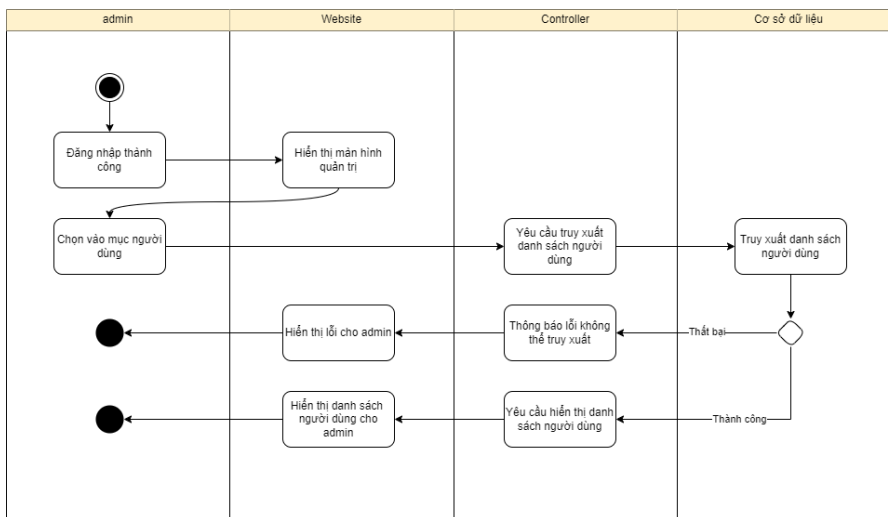 admin
Website
Controller
Cơ sở dữ liệu
Đăng nhập thành
công
Hiển thị màn hình
quản trị
Chọn vào mục người
dùng
Yêu cầu truy xuất
danh sách người
dùng
Truy xuất danh sách
người dùng
Hiển thị lỗi cho admin
Thông báo lỗi không
thể truy xuất
Thất bại
Hiển thị danh sách
người dùng cho
admin
Yêu cầu hiển thị danh
sách người dùng
Thành công